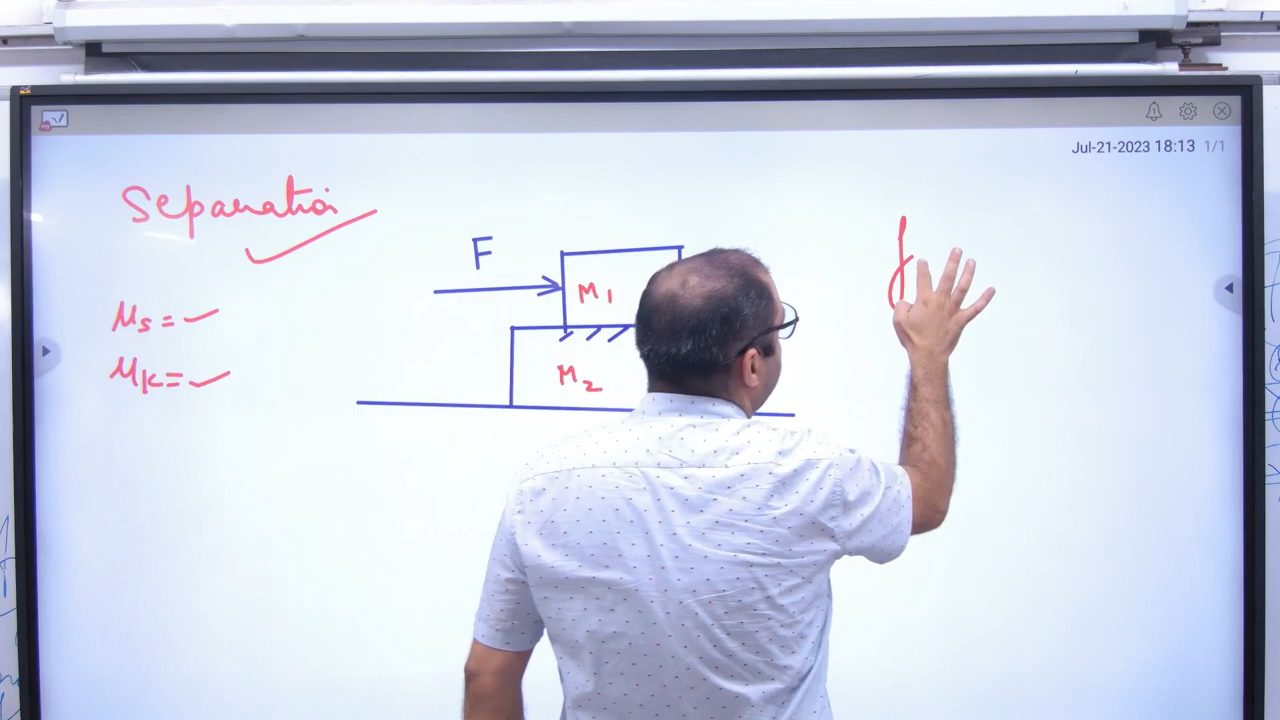 Jul-21-2023 18:13 1/1
Separation
F
f
M1
μs =
μk =
M2